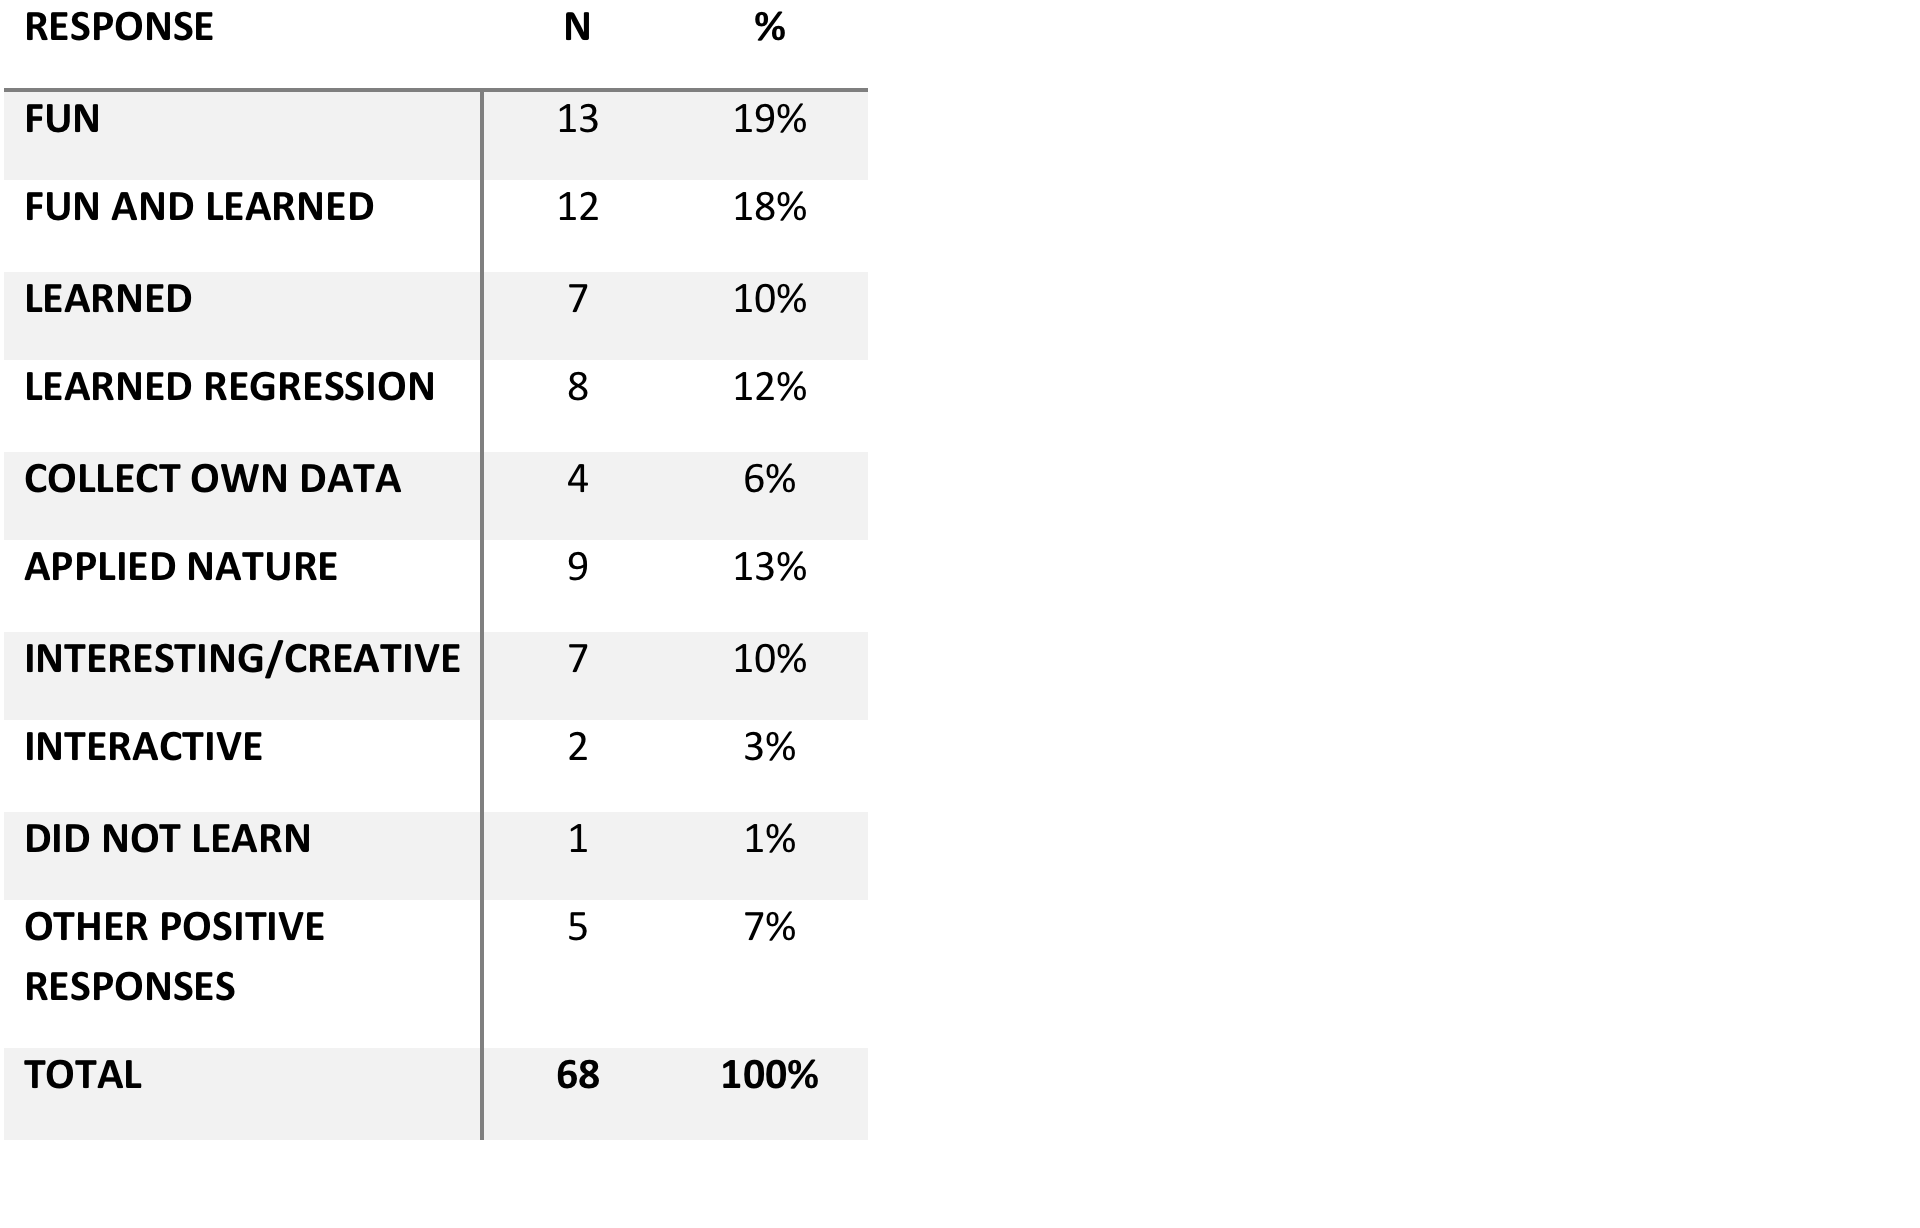 RESPONSE N %
FUN 13 19%
FUN AND LEARNED 12 18%
LEARNED 7 10%
LEARNED REGRESSION 8 12%
COLLECT OWN DATA 4 6%
APPLIED NATURE 9 13%
INTERESTING/CREATIVE 7 10%
INTERACTIVE 2 3%
DID NOT LEARN 1 1%
OTHER POSITIVE 5 7%
RESPONSES
TOTAL 68 100%